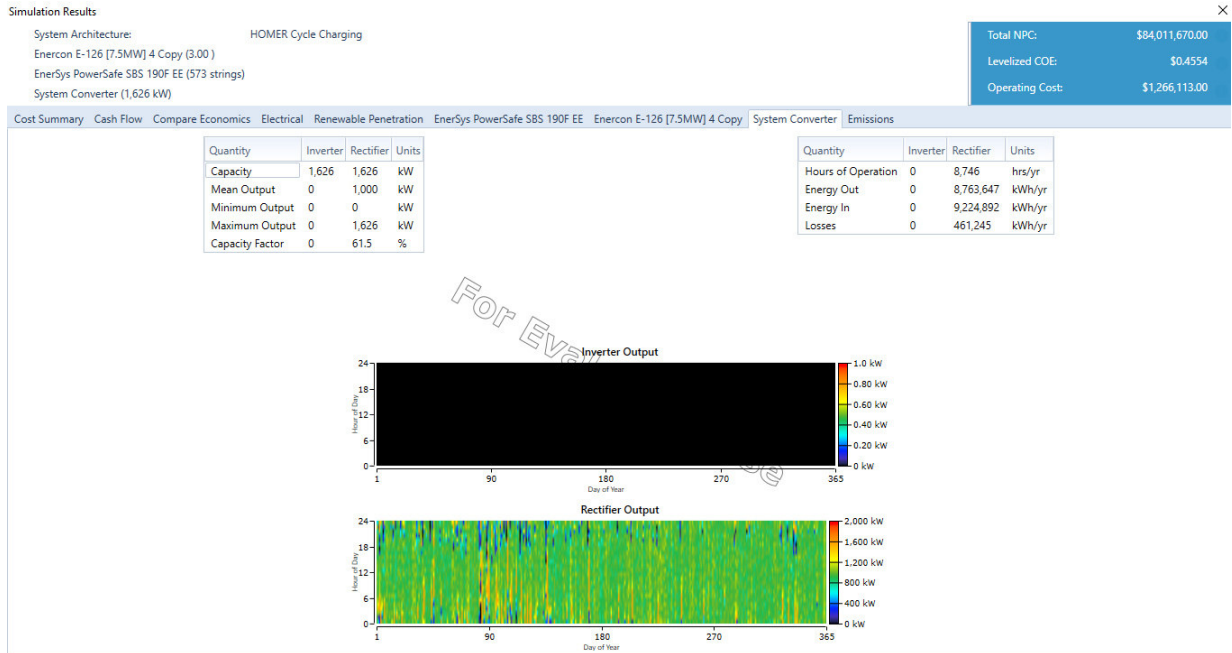 Simulation Results
System Architecture: HOMER Cycle Charging
Enercon E-126 [7.5MW] 4 Copy (3.00 )
EnerSys PowerSafe SBS 190F EE (573 strings)
System Converter (1,626 kW)
Total NPC: $84,011,670.00
Levelized COE: $0.4554
Operating Cost: $1,266,113.00
Cost Summary Cash Flow Compare Economics Electrical Renewable Penetration EnerSys PowerSafe SBS 190F EE Enercon E-126 [7.5MW] 4 Copy System Converter Emissions
Quantity Inverter Rectifier Units
Capacity 1,626 1,626 kW
Mean Output 0 1,000 kW
Minimum Output 0 0 kW
Maximum Output 0 1,626 kW
Capacity Factor 0 61.5 %
Quantity Inverter Rectifier Units
Hours of Operation 0 8,746 hrs/yr
Energy Out 0 8,763,647 kWh/yr
Energy In 0 9,224,892 kWh/yr
Losses 0 461,245 kWh/yr
For
Inverter Output
24
18
12
6
0
Hour of Day
1 90 180 270 365
Day of Year
1.0 kW
0.80 kW
0.60 kW
0.40 kW
0.20 kW
0 kW
Rectifier Output
24
18
12
6
0
Hour of Day
1 90 180 270 365
Day of Year
2,000 kW
1,600 kW
1,200 kW
800 kW
400 kW
0 kW